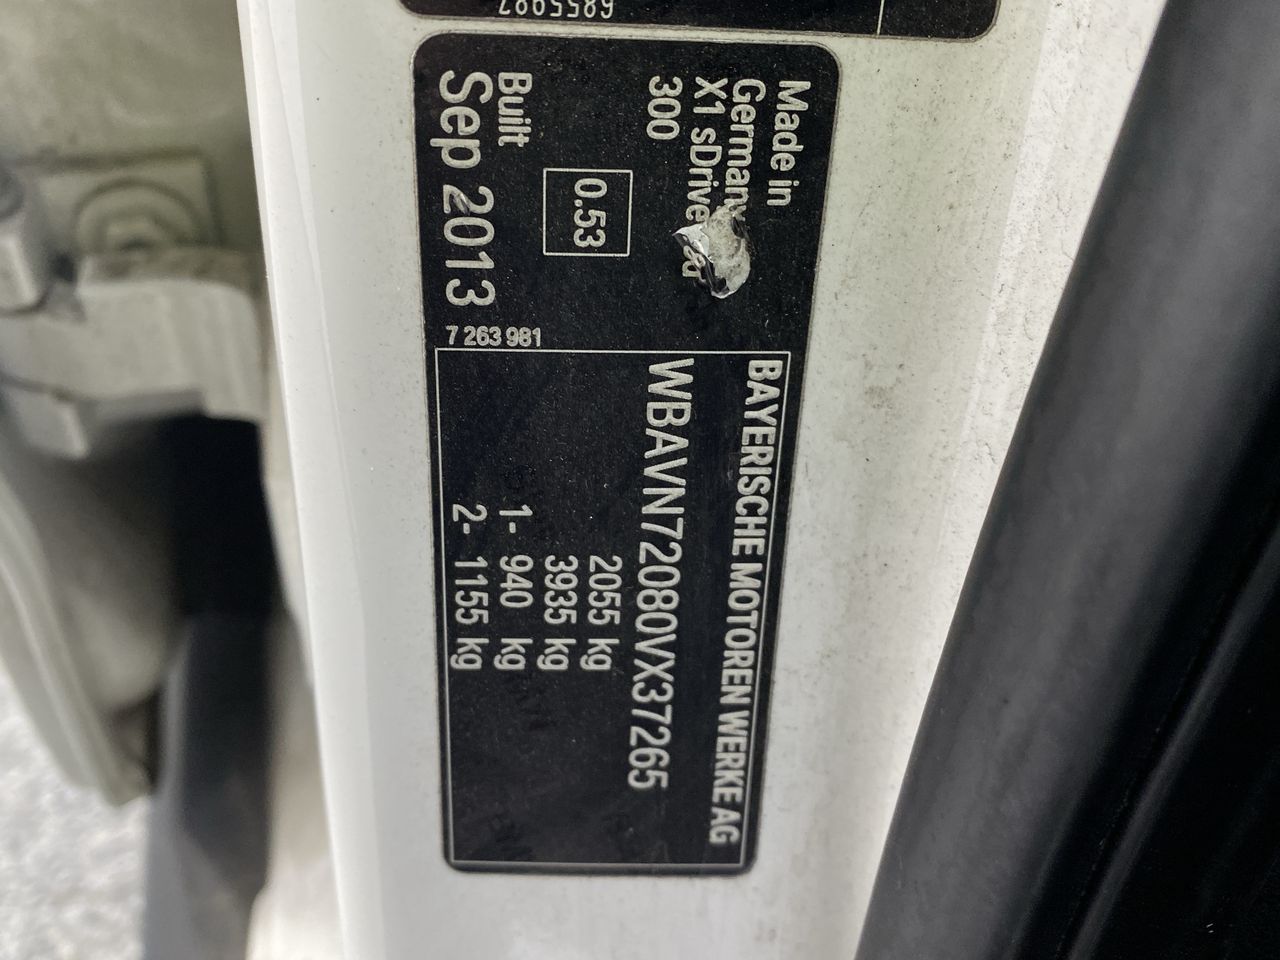 685598?
Made in
Germany
X1 sDrive
300
0.53
Built
Sep 2013
7 263 981
BAYERISCHE MOTOREN WERKE AG
WBAVN72080VX37265
2055 kg
3935 kg
1- 940 kg
2- 1155 kg